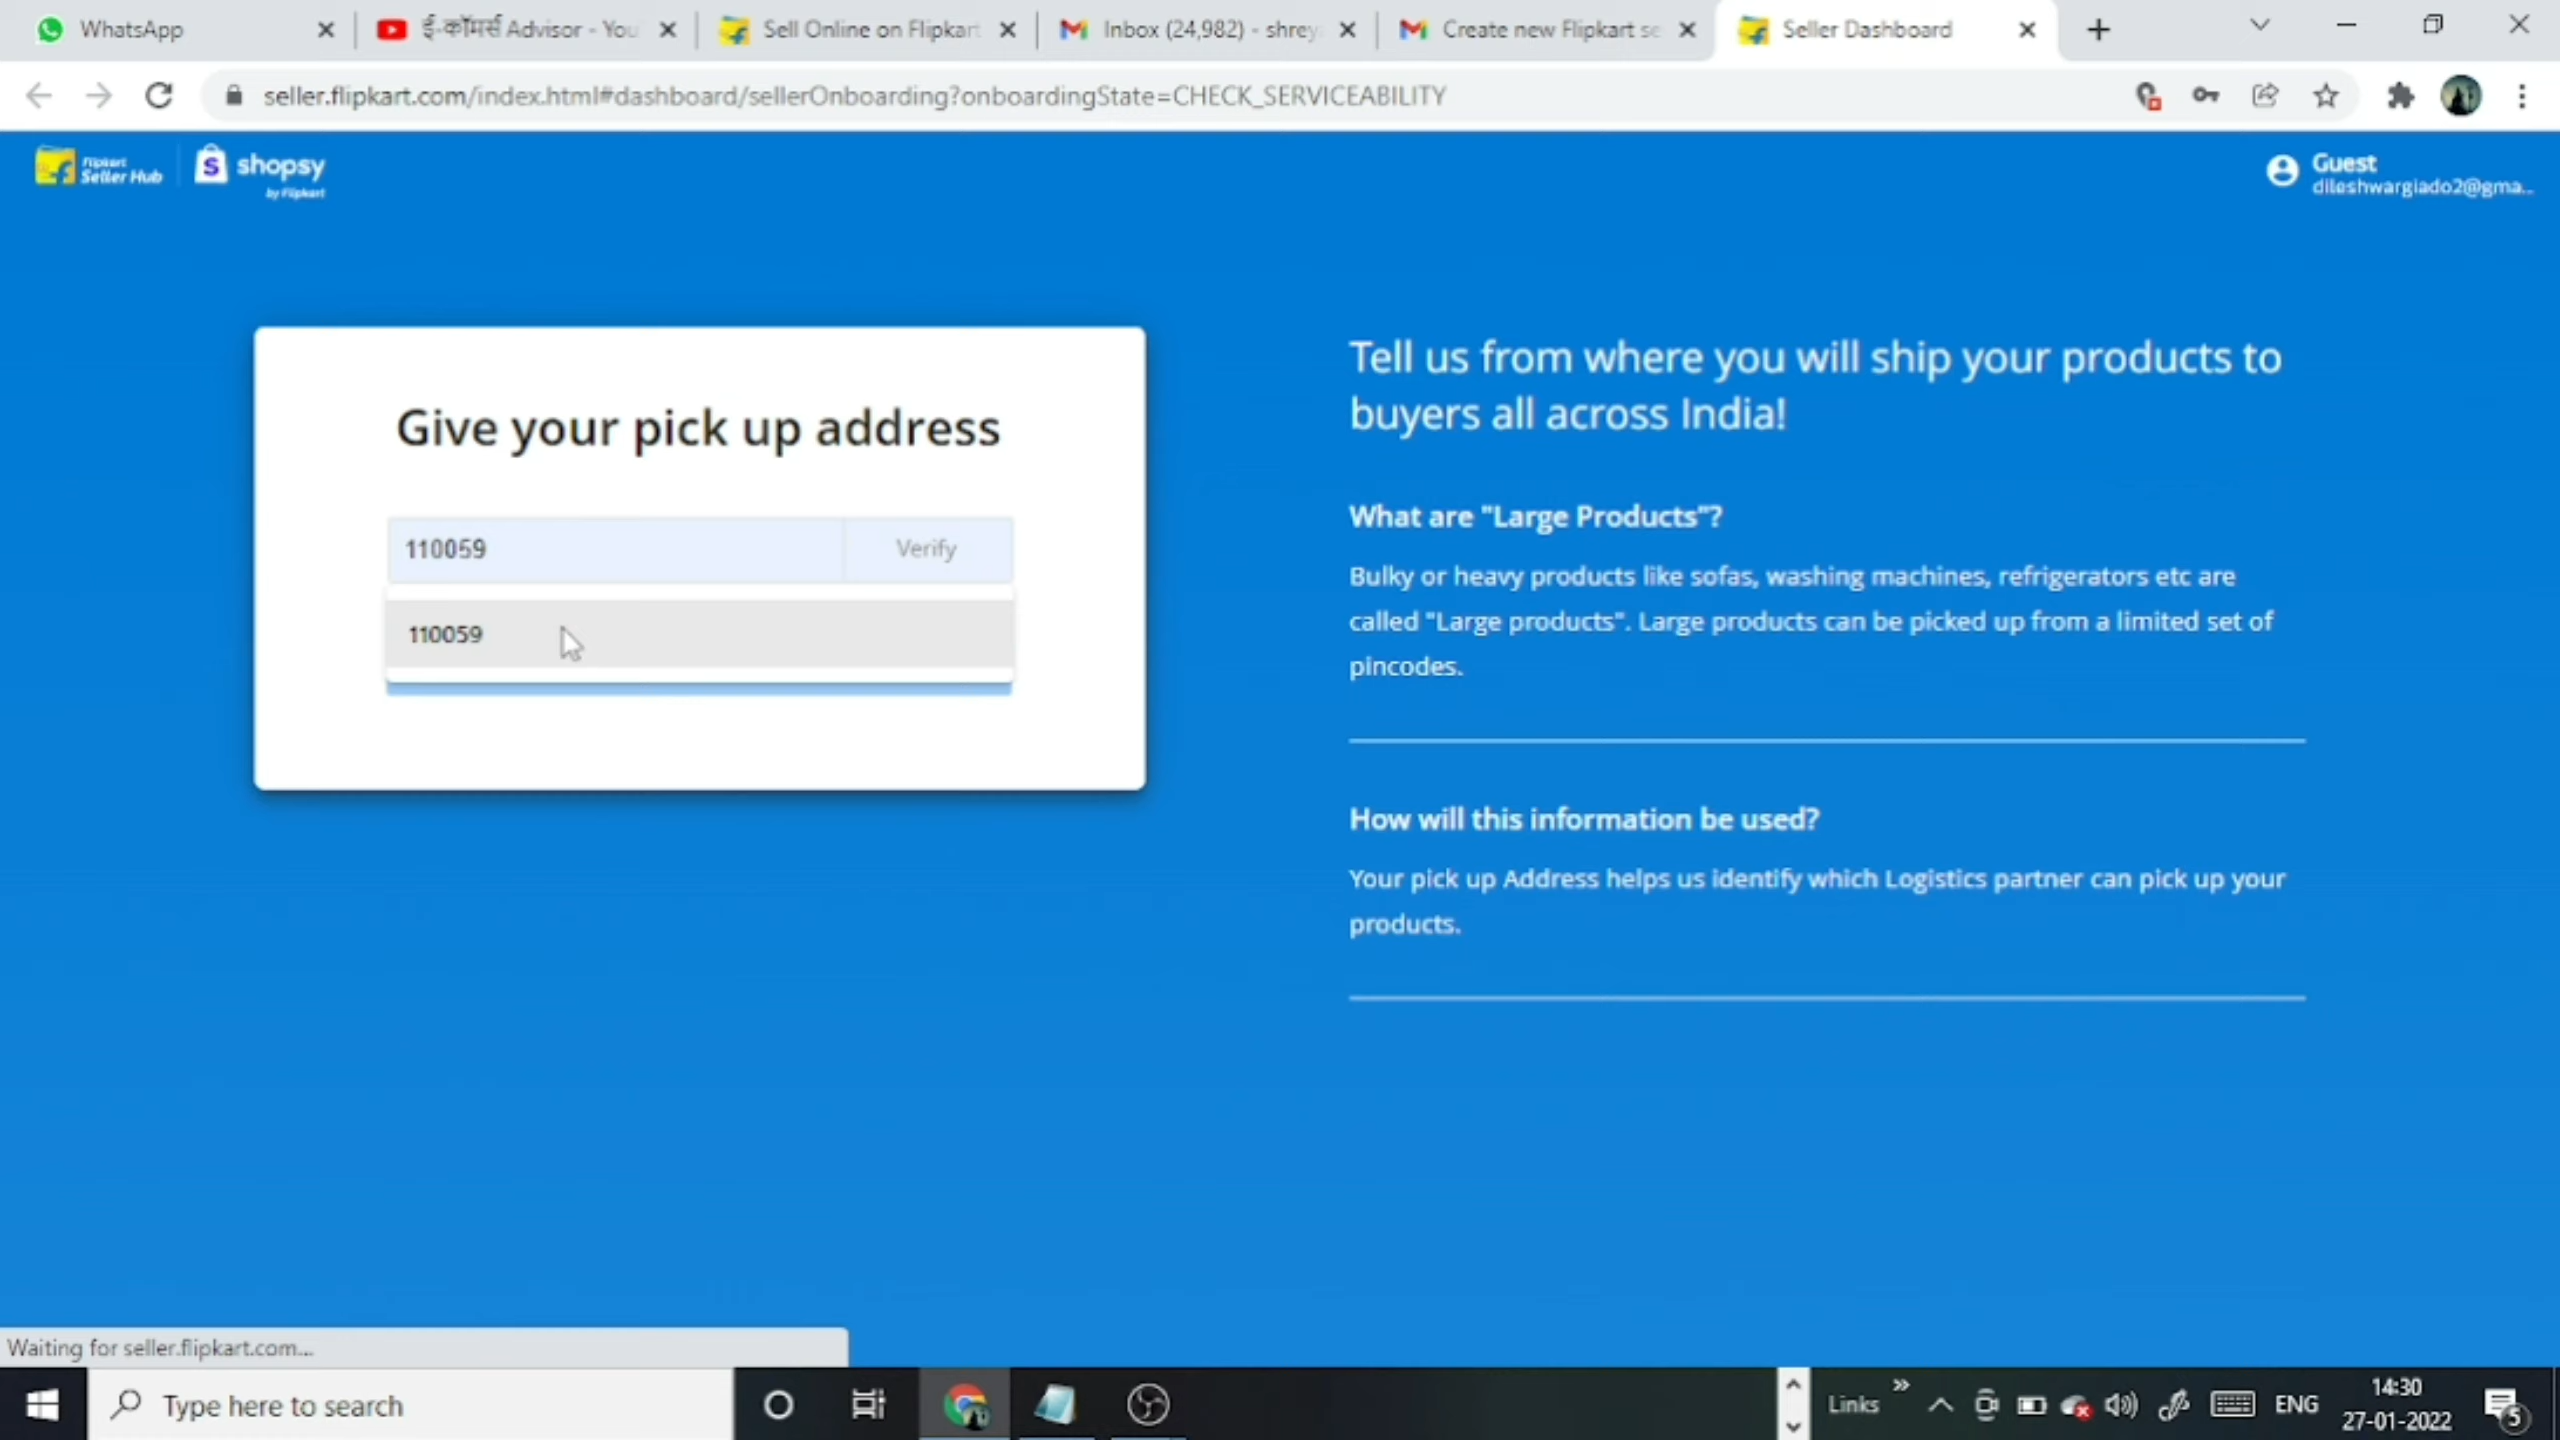 WhatsApp
ई-कॉमर्स Advisor - You
Sell Online on Flipkart
Inbox (24,982) - shrey
Create new Flipkart se
Seller Dashboard
seller.flipkart.com/index.html#dashboard/sellerOnboarding?onboardingState=CHECK_SERVICEABILITY
Flipkart
Seller Hub
shopsy
by Flipkart
Guest
dileshwargiado2@gma...
Give your pick up address
110059
Verify
110059
Tell us from where you will ship your products to
buyers all across India!
What are "Large Products"?
Bulky or heavy products like sofas, washing machines, refrigerators etc are
called "Large products". Large products can be picked up from a limited set of
pincodes.
How will this information be used?
Your pick up Address helps us identify which Logistics partner can pick up your
products.
Waiting for seller.flipkart.com...
Type here to search
Links
ENG
14:30
27-01-2022
5